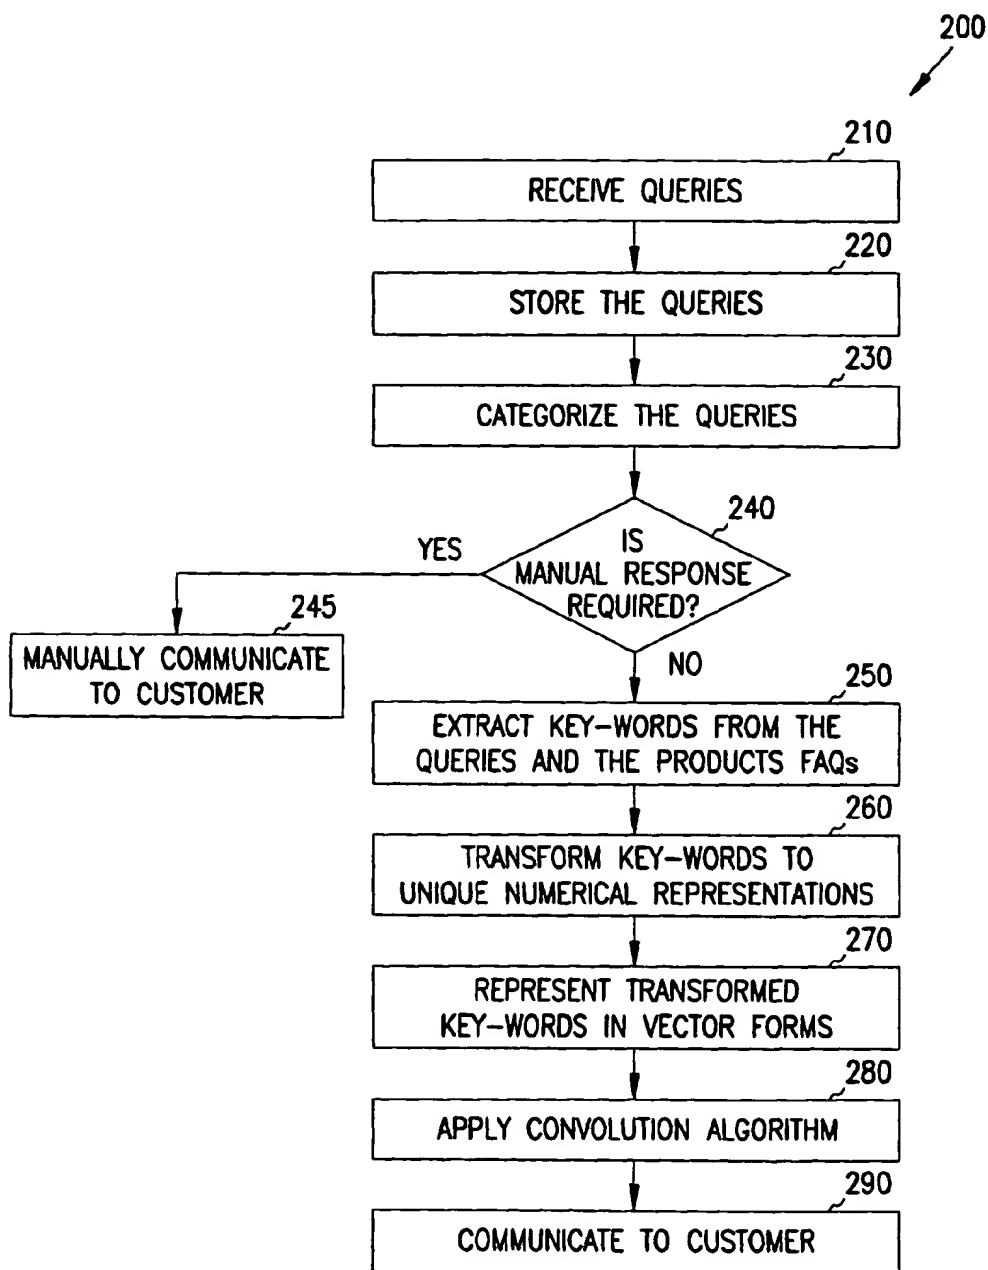 200
210
RECEIVE QUERIES
220
STORE THE QUERIES
230
CATEGORIZE THE QUERIES
240
IS
MANUAL RESPONSE
REQUIRED?
YES
245
MANUALLY COMMUNICATE
TO CUSTOMER
NO
250
EXTRACT KEY-WORDS FROM THE
QUERIES AND THE PRODUCTS FAQs
260
TRANSFORM KEY-WORDS TO
UNIQUE NUMERICAL REPRESENTATIONS
270
REPRESENT TRANSFORMED
KEY-WORDS IN VECTOR FORMS
280
APPLY CONVOLUTION ALGORITHM
290
COMMUNICATE TO CUSTOMER